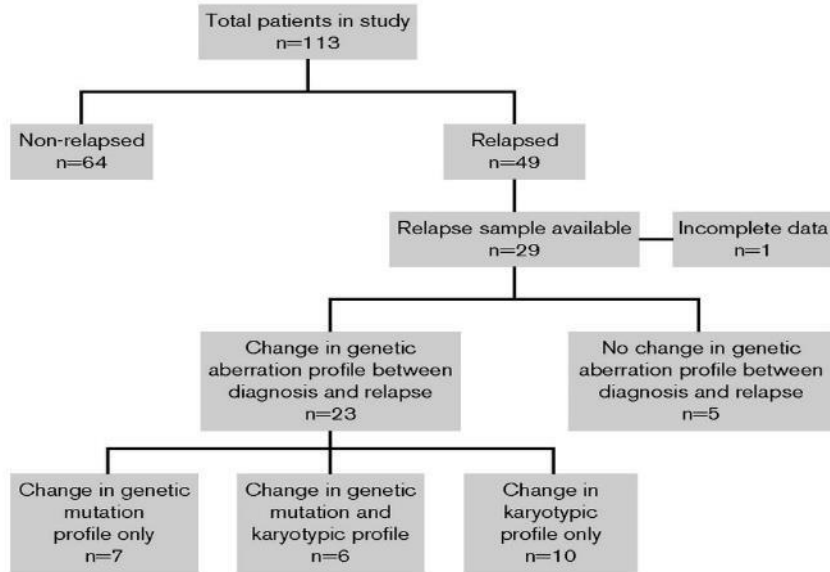 Total patients in study
n=113
Non-relapsed
n=64
Relapsed
n=49
Relapse sample available
n=29
Incomplete data
n=1
Change in genetic
aberration profile between
diagnosis and relapse
n=23
No change in genetic
aberration profile between
diagnosis and relapse
n=5
Change in genetic
mutation
profile only
n=7
Change in genetic
mutation and
karyotypic profile
n=6
Change in
karyotypic
profile only
n=10